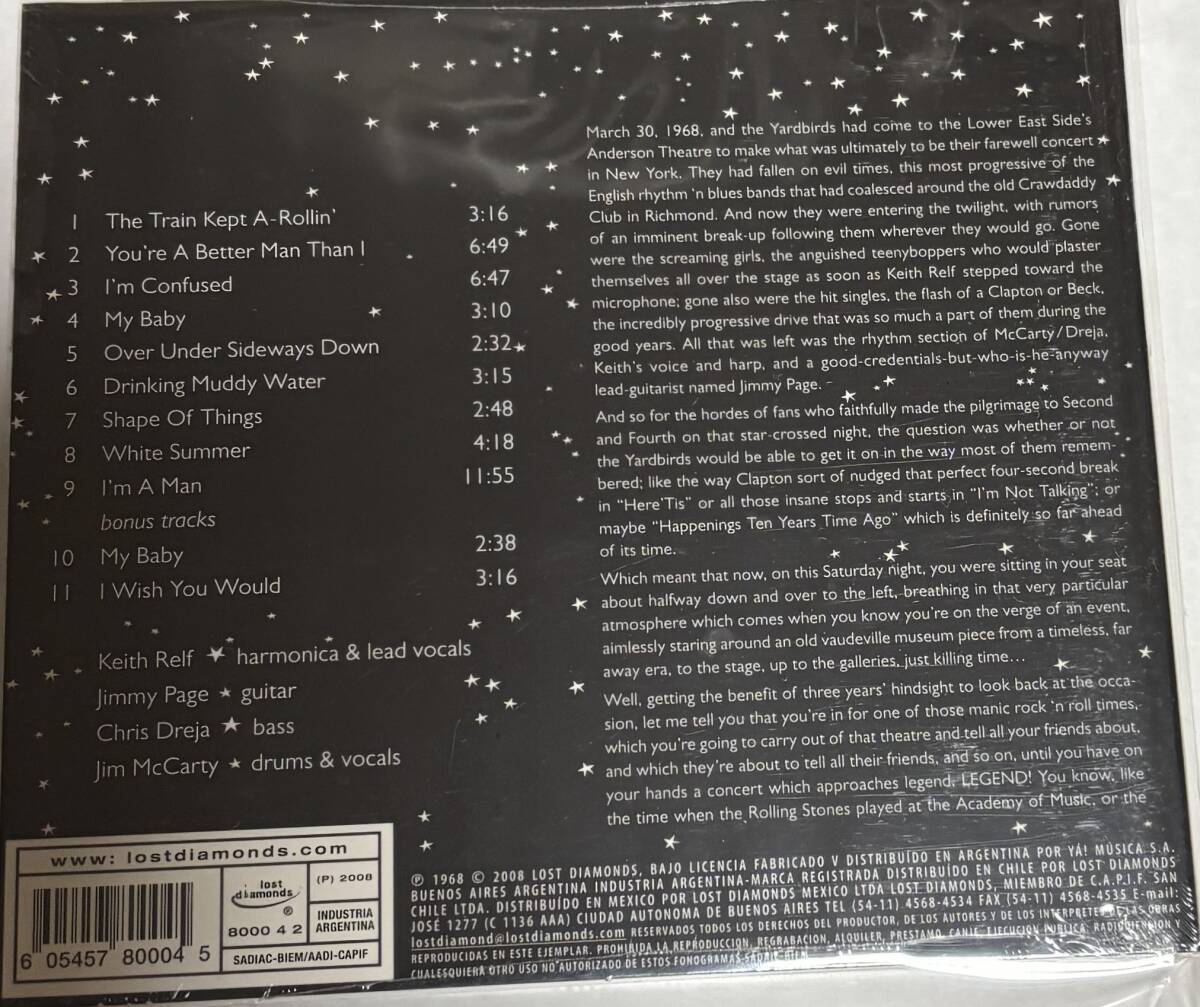 1 The Train Kept A-Rollin' 3:16
2 You're A Better Man Than I 6:49
3 I'm Confused 6:47
4 My Baby 3:10
5 Over Under Sideways Down 2:32
6 Drinking Muddy Water 3:15
7 Shape Of Things 2:48
8 White Summer 4:18
9 I'm A Man 11:55
bonus tracks
10 My Baby 2:38
11 I Wish You Would 3:16
Keith Relf ★ harmonica & lead vocals
Jimmy Page ★ guitar
Chris Dreja ★ bass
Jim McCarty ★ drums & vocals
March 30, 1968, and the Yardbirds had come to the Lower East Side's
Anderson Theatre to make what was ultimately to be their farewell concert
in New York. They had fallen on evil times, this most progressive of the
English rhythm 'n blues bands that had coalesced around the old Crawdaddy
Club in Richmond. And now they were entering the twilight, with rumors
of an imminent break-up following them wherever they would go. Gone
were the screaming girls, the anguished teenyboppers who would plaster
themselves all over the stage as soon as Keith Relf stepped toward the
microphone; gone also were the hit singles, the flash of a Clapton or Beck,
the incredibly progressive drive that was so much a part of them during the
good years. All that was left was the rhythm section of McCarty/Dreja,
Keith's voice and harp, and a good-credentials-but-who-is-he-anyway
lead-guitarist named Jimmy Page.
And so for the hordes of fans who faithfully made the pilgrimage to Second
and Fourth on that star-crossed night, the question was whether or not
the Yardbirds would be able to get it on in the way most of them remem-
bered; like the way Clapton sort of nudged that perfect four-second break
in "Here'Tis" or all those insane stops and starts in "I'm Not Talking"; or
maybe "Happenings Ten Years Time Ago" which is definitely so far ahead
of its time.
Which meant that now, on this Saturday night, you were sitting in your seat
about halfway down and over to the left, breathing in that very particular
atmosphere which comes when you know you're on the verge of an event,
aimlessly staring around an old vaudeville museum piece from a timeless, far
away era, to the stage, up to the galleries, just killing time...
Well, getting the benefit of three years' hindsight to look back at the occa-
sion, let me tell you that you're in for one of those manic rock 'n roll times,
which you're going to carry out of that theatre and tell all your friends about,
and which they're about to tell all their friends, and so on, until you have on
your hands a concert which approaches legend. LEGEND! You know, like
the time when the Rolling Stones played at the Academy of Music, or the
www: lostdiamonds.com
6 05457 80004 5
lost
diamonds
®
8000 4 2
(P) 2008
INDUSTRIA
ARGENTINA
SADIAC-BIEM/AADI-CAPIF
℗ 1968 © 2008 LOST DIAMONDS, BAJO LICENCIA FABRICADO V DISTRIBUÍDO EN ARGENTINA POR YÁ! MÚSICA S.A.
BUENOS AIRES ARGENTINA INDUSTRIA ARGENTINA-MARCA REGISTRADA DISTRIBUÍDO EN CHILE POR LOST DIAMONDS
CHILE LTDA. DISTRIBUÍDO EN MEXICO POR LOST DIAMONDS MEXICO LTDA LOST DIAMONDS, MIEMBRO DE C.A.P.I.F. SAN
JOSE 1277 (C 1136 AAA) CIUDAD AUTONOMA DE BUENOS AIRES TEL (54-11) 4568-4534 FAX (54-11) 4568-4535 E-mail:
lostdiamond@lostdiamonds.com RESERVADOS TODOS LOS DERECHOS DEL PRODUCTOR, DE LOS AUTORES Y DE LOS INTERPRETES DE LAS OBRAS
REPRODUCIDAS EN ESTE EJEMPLAR. PROHIBIDA LA REPRODUCCION, REGRABACION, ALQUILER, PRESTAMO, CANJE, EJECUCION PUBLICA, RADIODIFUSION Y
CUALESQUIERA OTRO USO NO AUTORIZADO DE ESTOS FONOGRAMAS SADAIC-BIEM